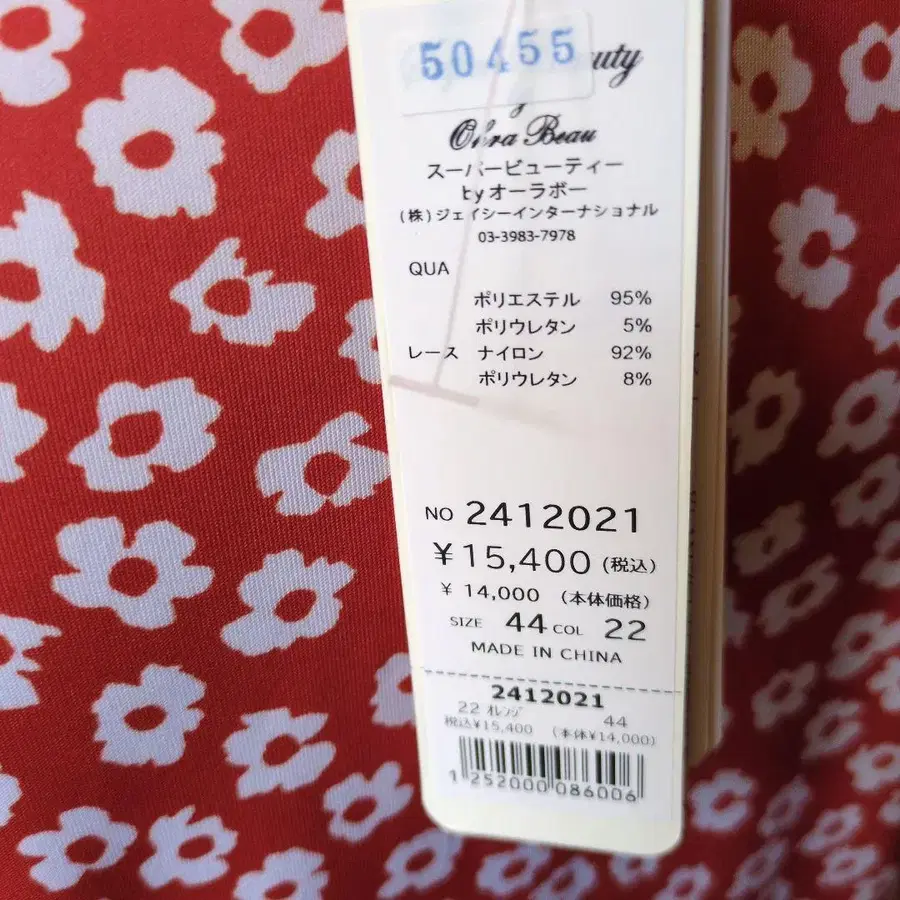 50455
uty
Beau
スーパービューティー
by オーラボー
(株)ジェイシーインターナショナル
03-3983-7978
QUA
ポリエステル 95%
ポリウレタン 5%
レース ナイロン 92%
ポリウレタン 8%
NO 2412021
¥15,400 (税込)
¥ 14,000 (本体価格)
SIZE 44 COL 22
MADE IN CHINA
2412021
22 オレンジ 44
税込¥15,400 (本体¥14,000)
1 252000 086006